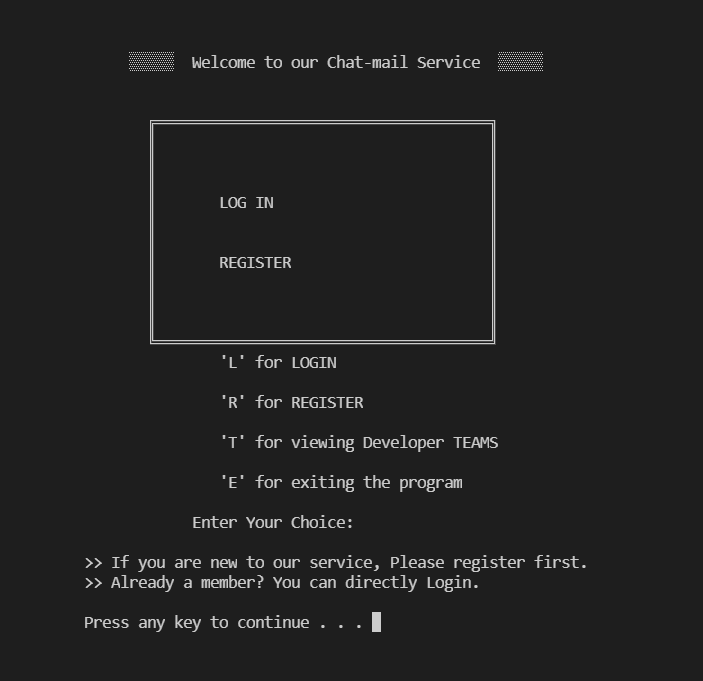 Welcome to our Chat-mail Service
LOG IN
REGISTER
'L' for LOGIN
'R' for REGISTER
'T' for viewing Developer TEAMS
'E' for exiting the program
Enter Your Choice:
>> If you are new to our service, Please register first.
>> Already a member? You can directly Login.
Press any key to continue . . .